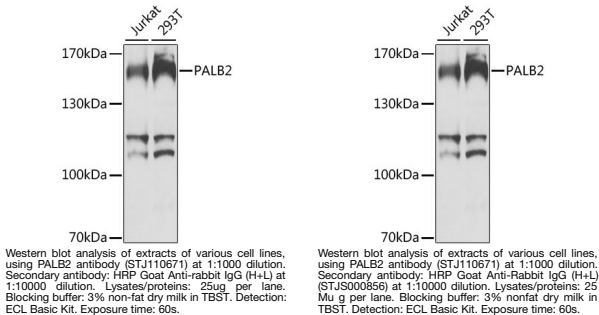 Jurkat
293T
170kDa
PALB2
130kDa
100kDa
70kDa
Western blot analysis of extracts of various cell lines,
using PALB2 antibody (STJ110671) at 1:1000 dilution.
Secondary antibody: HRP Goat Anti-rabbit IgG (H+L) at
1:10000 dilution. Lysates/proteins: 25ug per lane.
Blocking buffer: 3% non-fat dry milk in TBST. Detection:
ECL Basic Kit. Exposure time: 60s.
Jurkat
293T
170kDa
PALB2
130kDa
100kDa
70kDa
Western blot analysis of extracts of various cell lines,
using PALB2 antibody (STJ110671) at 1:1000 dilution.
Secondary antibody: HRP Goat Anti-Rabbit IgG (H+L)
(STJS000856) at 1:10000 dilution. Lysates/proteins: 25
Mu g per lane. Blocking buffer: 3% nonfat dry milk in
TBST. Detection: ECL Basic Kit. Exposure time: 60s.